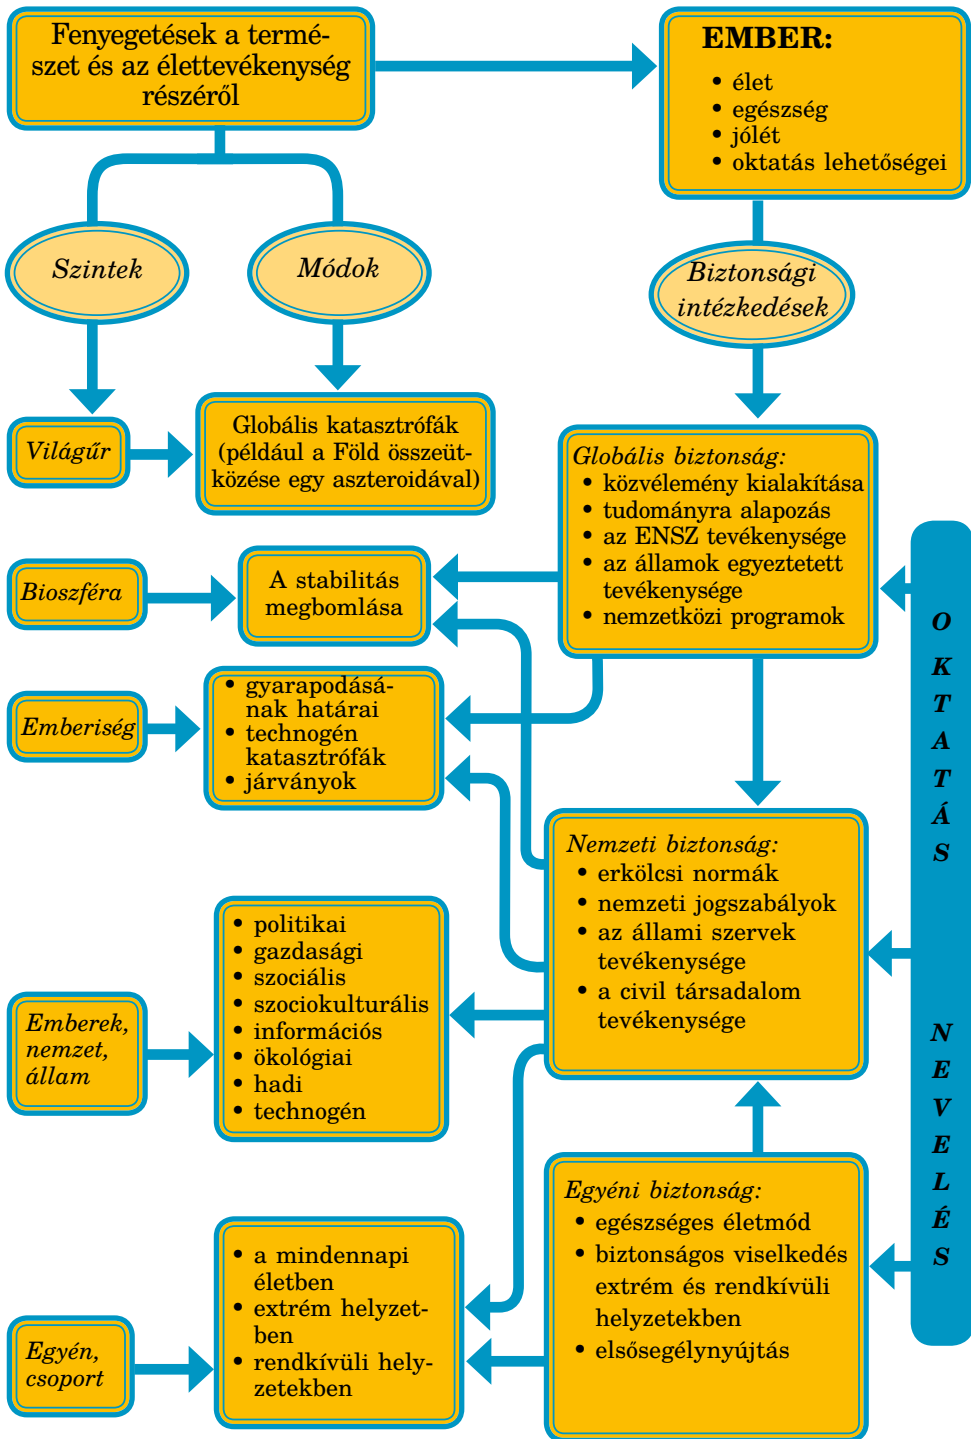 Fenyegetések a termé-
szet és az élettevékenység
részéről
EMBER:
• élet
• egészség
• jólét
• oktatás lehetőségei
Szintek
Módok
Biztonsági
intézkedések
Világűr
Globális katasztrófák
(például a Föld összeüt-
közése egy aszteroidával)
Globális biztonság:
• közvélemény kialakítása
• tudományra alapozás
• az ENSZ tevékenysége
• az államok egyeztetett
tevékenysége
• nemzetközi programok
Bioszféra
A stabilitás
megbomlása
Emberiség
• gyarapodásá-
nak határai
• technogén
katasztrófák
• járványok
Nemzeti biztonság:
• erkölcsi normák
• nemzeti jogszabályok
• az állami szervek
tevékenysége
• a civil társadalom
tevékenysége
Emberek,
nemzet,
állam
• politikai
• gazdasági
• szociális
• szociokulturális
• információs
• ökológiai
• hadi
• technogén
Egyéni biztonság:
• egészséges életmód
• biztonságos viselkedés
extrém és rendkívüli
helyzetekben
• elsősegélynyújtás
Egyén,
csoport
• a mindennapi
életben
• extrém helyzet-
ben
• rendkívüli hely-
zetekben
OKTATÁS
NEVELÉS